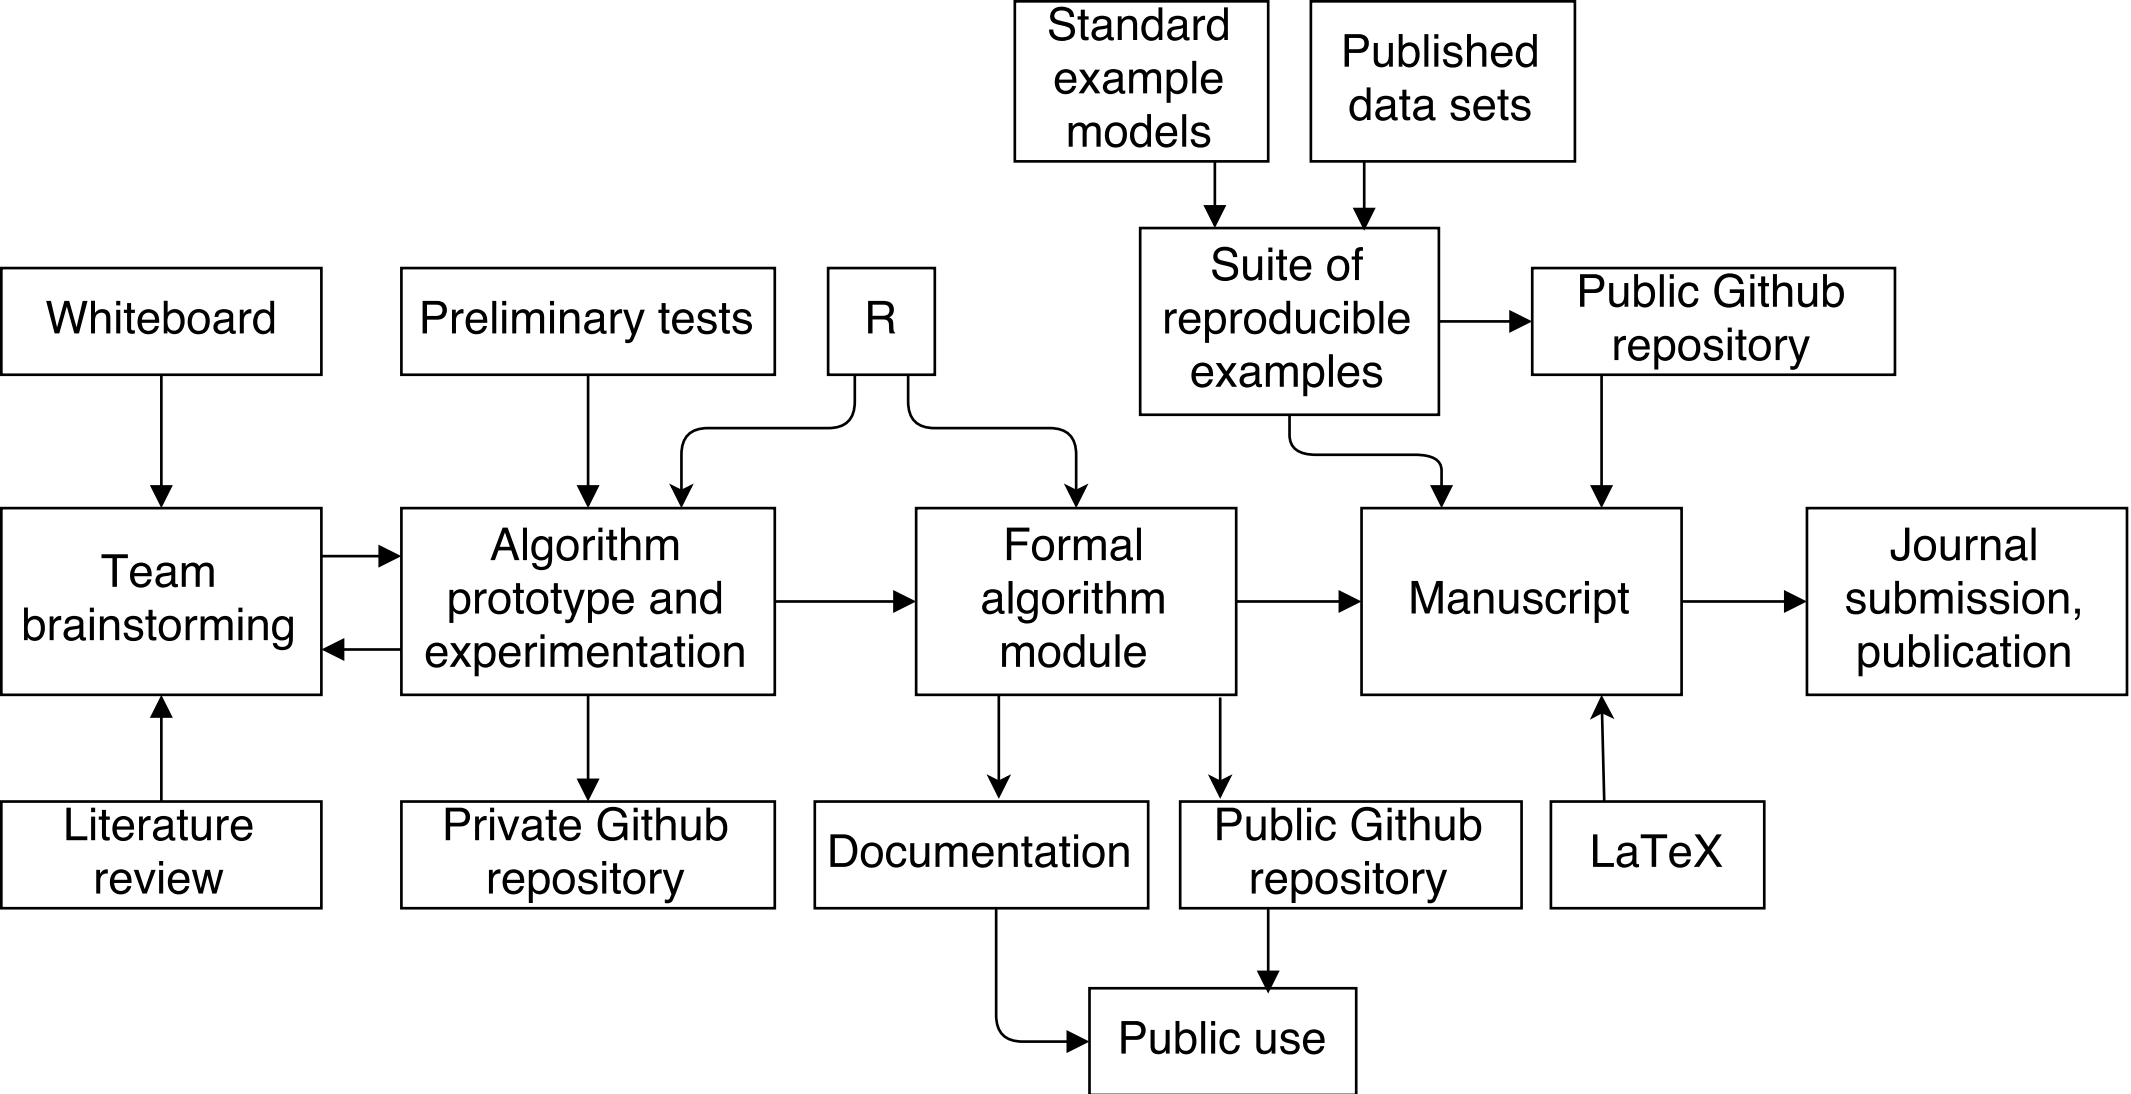 Standard
example
models
Published
data sets
Suite of
reproducible
examples
Public Github
repository
Whiteboard
Preliminary tests
R
Team
brainstorming
Algorithm
prototype and
experimentation
Formal
algorithm
module
Manuscript
Journal
submission,
publication
Literature
review
Private Github
repository
Documentation
Public Github
repository
LaTeX
Public use